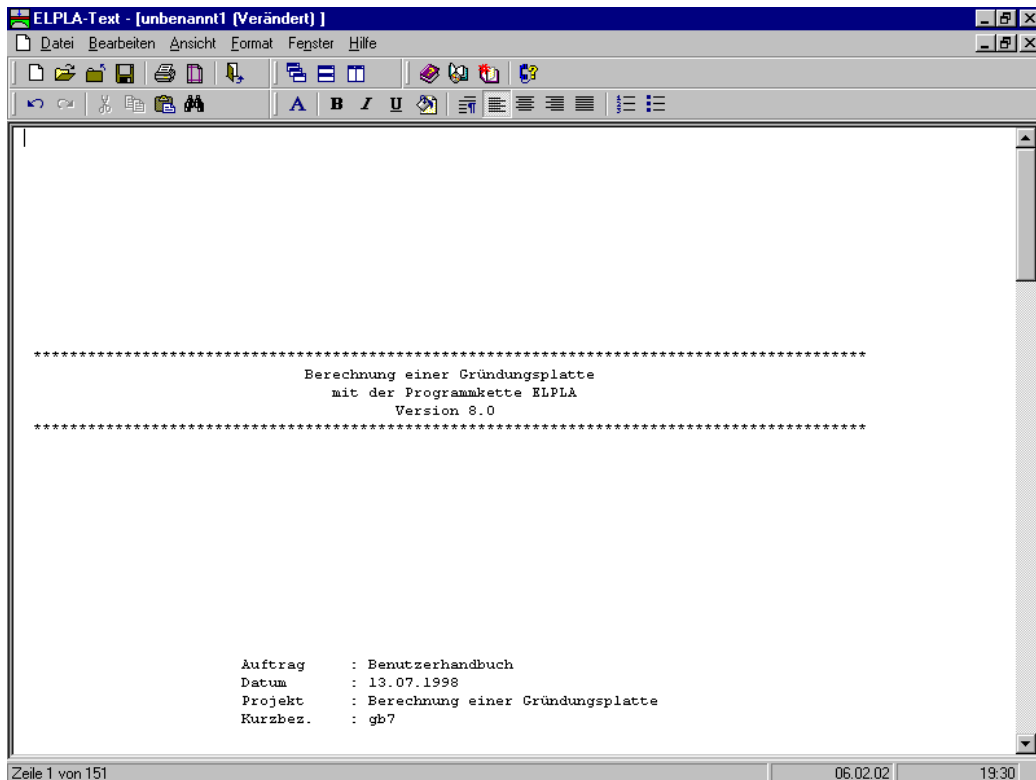 ELPLA-Text - [unbenannt1 (Verändert) ]
Datei Bearbeiten Ansicht Format Fenster Hilfe
A B I U
*********************************************************************************************
Berechnung einer Gründungsplatte
mit der Programmkette ELPLA
Version 8.0
*********************************************************************************************
Auftrag : Benutzerhandbuch
Datum : 13.07.1998
Projekt : Berechnung einer Gründungsplatte
Kurzbez. : gb7
Zeile 1 von 151 06.02.02 19:30